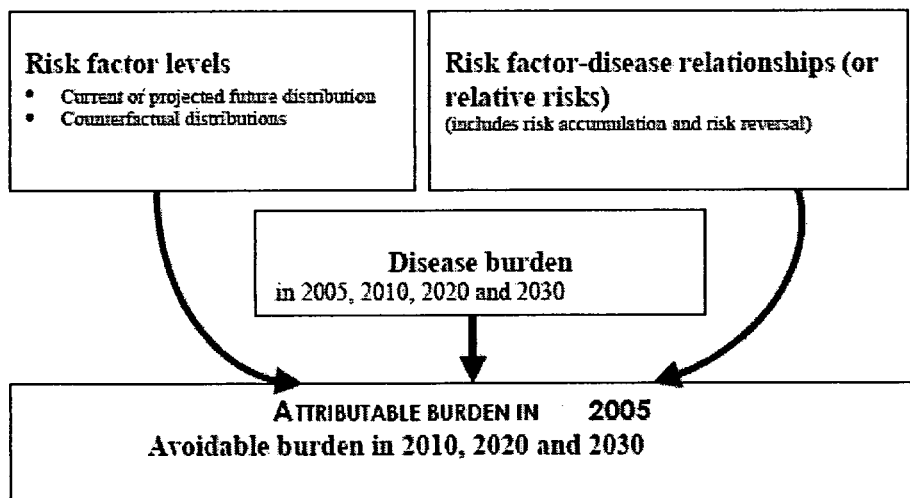 Risk factor levels
• Current of projected future distribution
• Counterfactual distributions
Risk factor-disease relationships (or
relative risks)
(includes risk accumulation and risk reversal)
Disease burden
in 2005, 2010, 2020 and 2030
ATTRIBUTABLE BURDEN IN 2005
Avoidable burden in 2010, 2020 and 2030